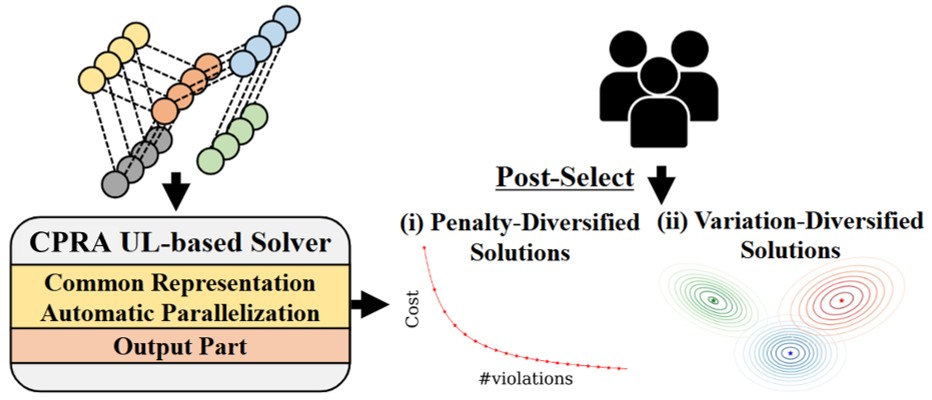 CPRA UL-based Solver
Common Representation
Automatic Parallelization
Output Part
Post-Select
(i) Penalty-Diversified
Solutions
Cost
#violations
(ii) Variation-Diversified
Solutions